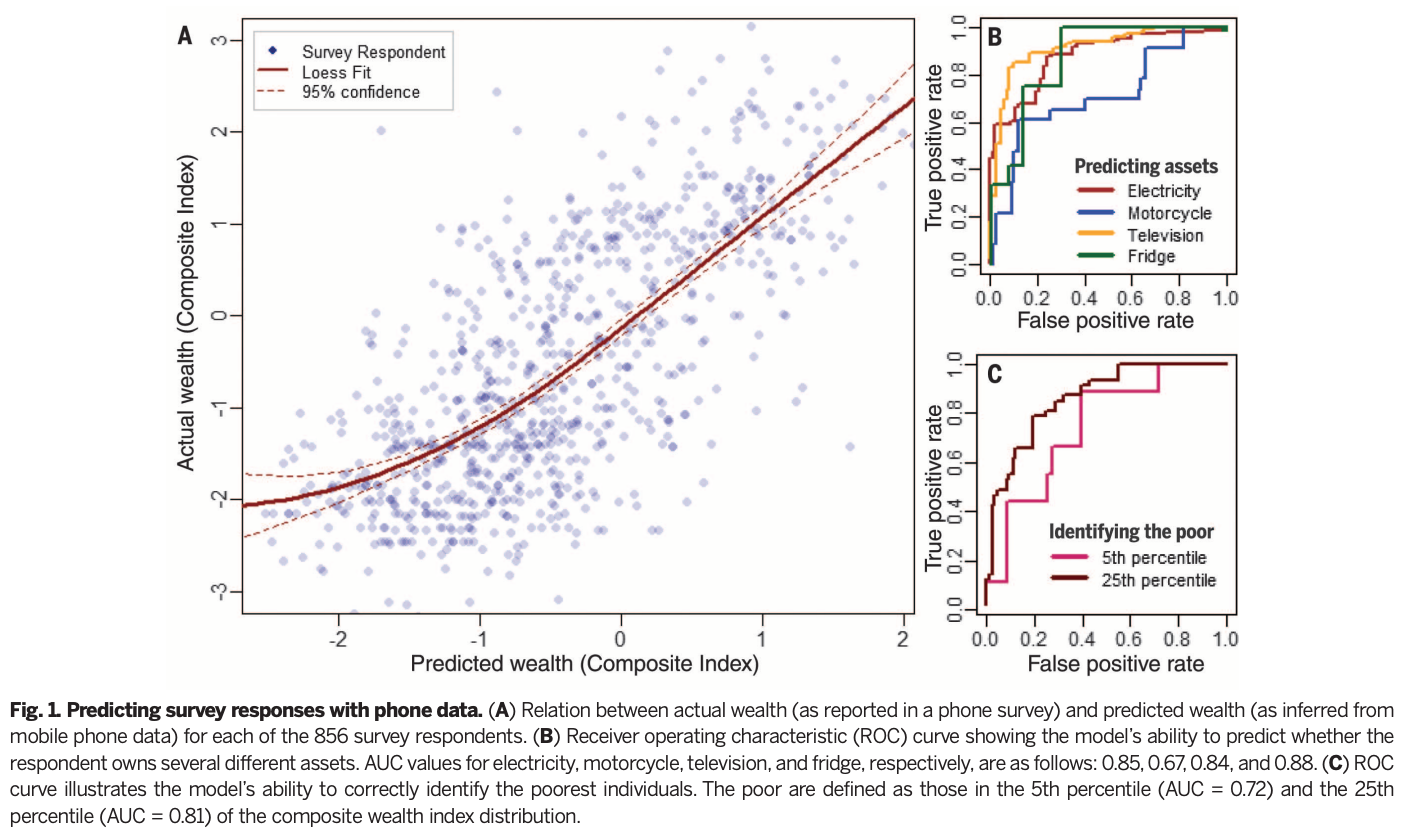 A
Survey Respondent
Loess Fit
95% confidence
3
2
1
0
-1
-2
-3
Actual wealth (Composite Index)
-2
-1
0
1
2
Predicted wealth (Composite Index)
B
1.0
0.8
0.6
0.4
0.2
0.0
True positive rate
Predicting assets
Electricity
Motorcycle
Television
Fridge
0.0 0.2 0.4 0.6 0.8 1.0
False positive rate
C
1.0
0.8
0.6
0.4
0.2
0.0
True positive rate
Identifying the poor
5th percentile
25th percentile
0.0 0.2 0.4 0.6 0.8 1.0
False positive rate
Fig. 1. Predicting survey responses with phone data. (A) Relation between actual wealth (as reported in a phone survey) and predicted wealth (as inferred from
mobile phone data) for each of the 856 survey respondents. (B) Receiver operating characteristic (ROC) curve showing the model's ability to predict whether the
respondent owns several different assets. AUC values for electricity, motorcycle, television, and fridge, respectively, are as follows: 0.85, 0.67, 0.84, and 0.88. (C) ROC
curve illustrates the model's ability to correctly identify the poorest individuals. The poor are defined as those in the 5th percentile (AUC = 0.72) and the 25th
percentile (AUC = 0.81) of the composite wealth index distribution.